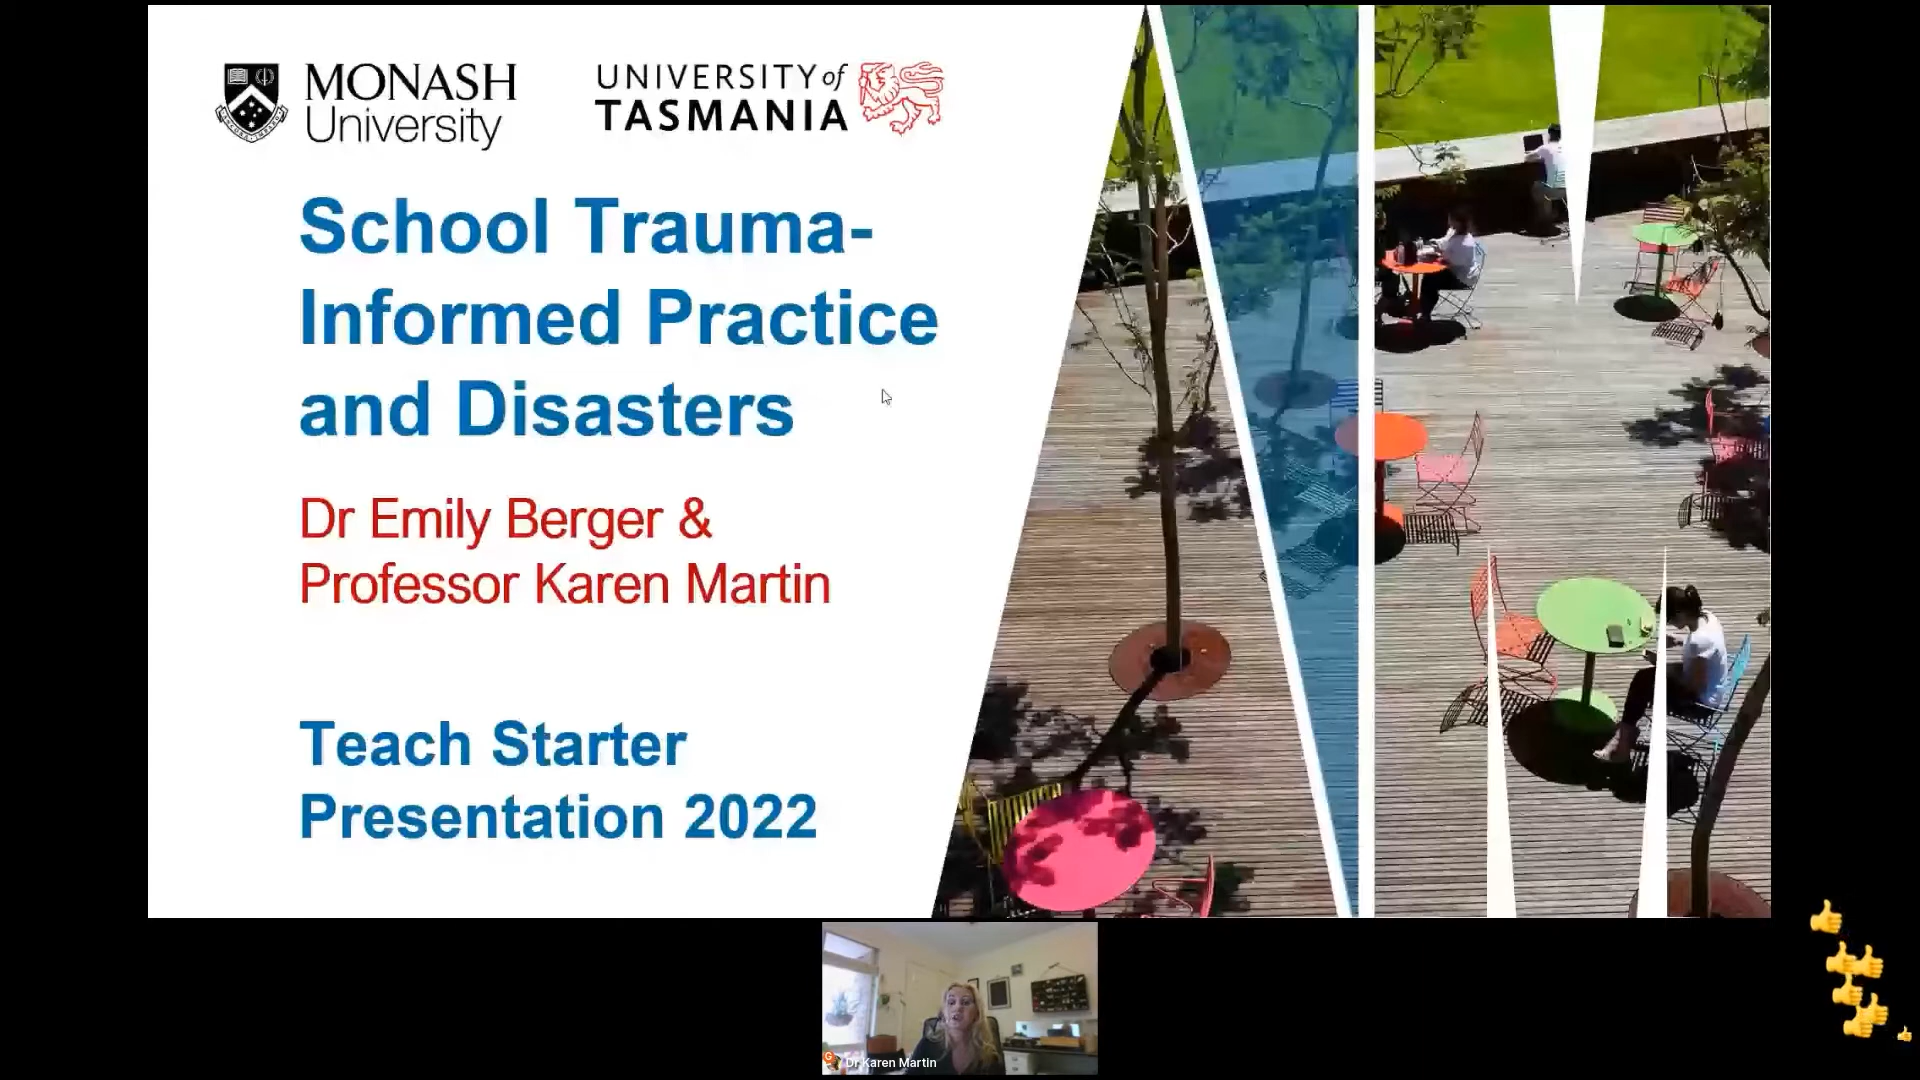 MONASH
University
UNIVERSITY of
TASMANIA
School Trauma-
Informed Practice
and Disasters
Dr Emily Berger &
Professor Karen Martin
Teach Starter
Presentation 2022
G
Dr Karen Martin